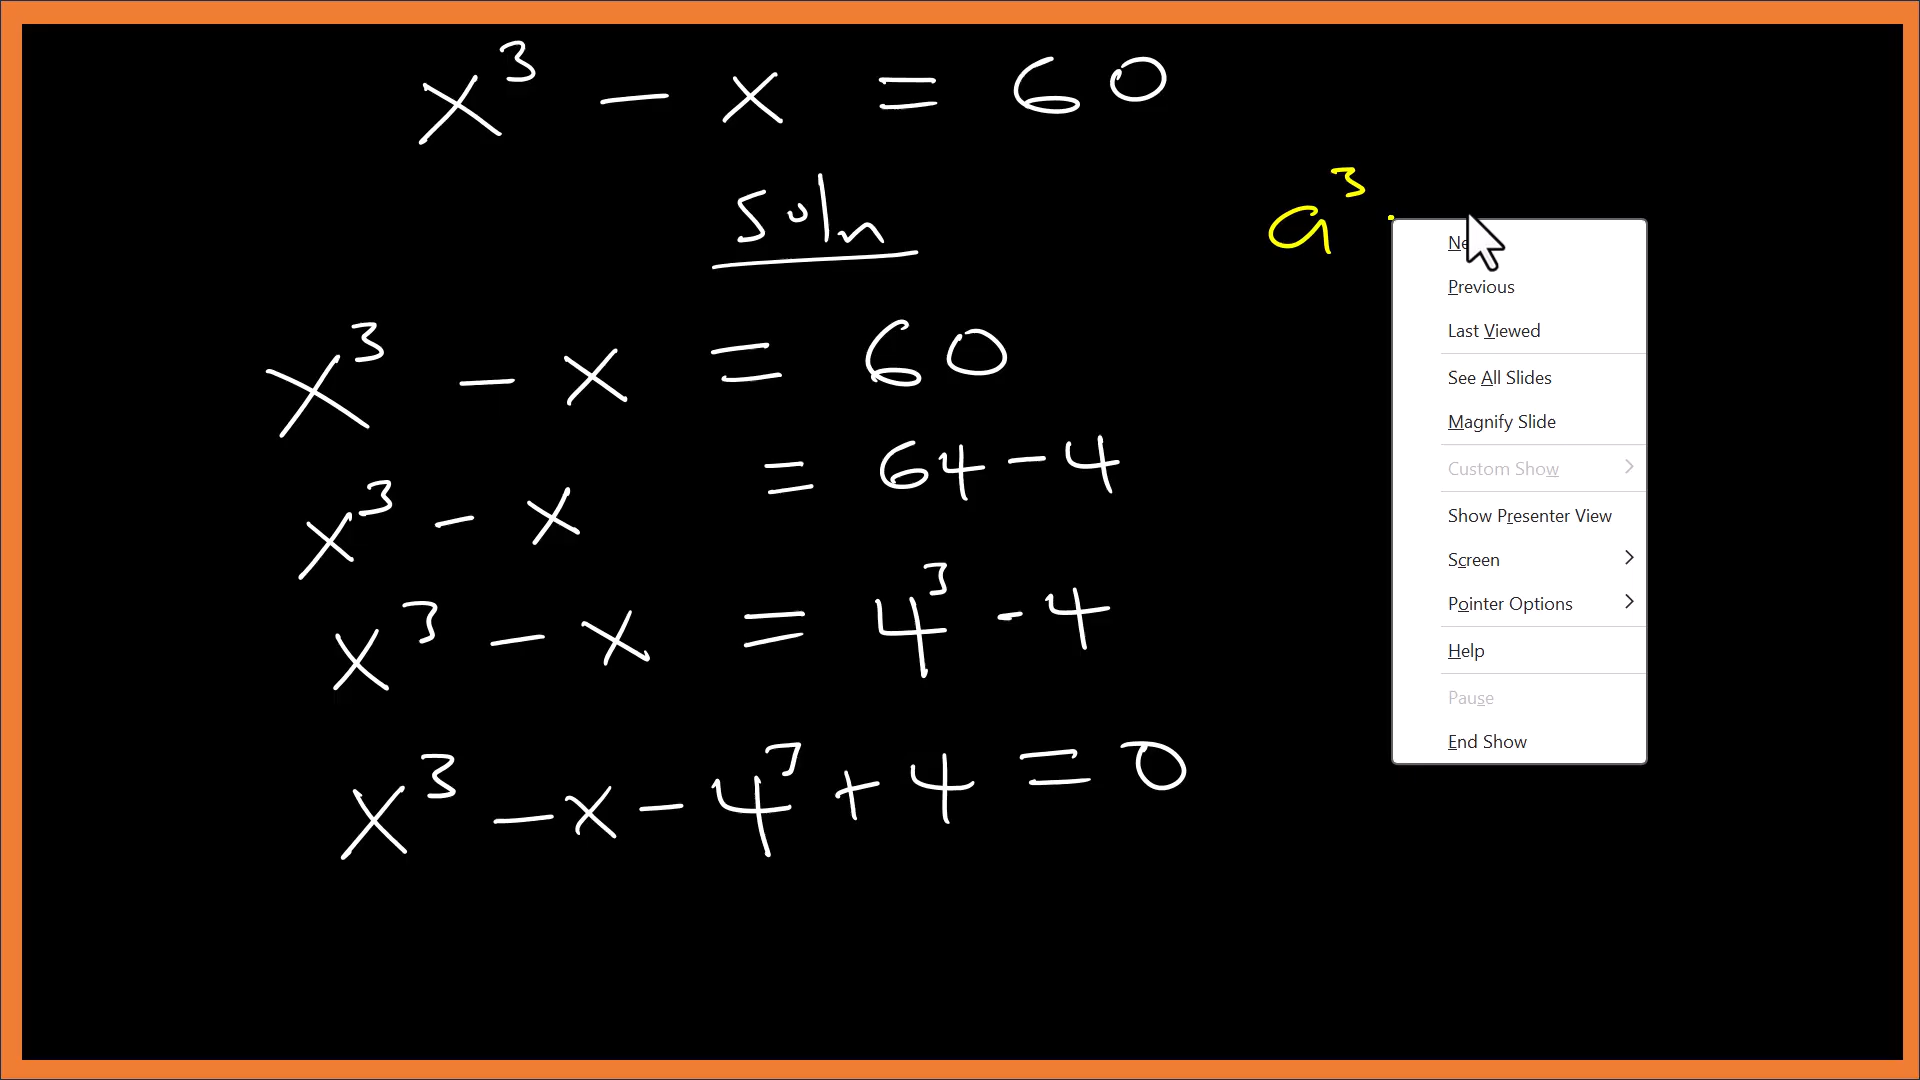 x³ - x = 60
Soln
x³ - x = 60
x³ - x = 64 - 4
x³ - x = 4³ - 4
x³ - x - 4³ + 4 = 0
a³
Previous
Last Viewed
See All Slides
Magnify Slide
Custom Show
Show Presenter View
Screen
Pointer Options
Help
Pause
End Show